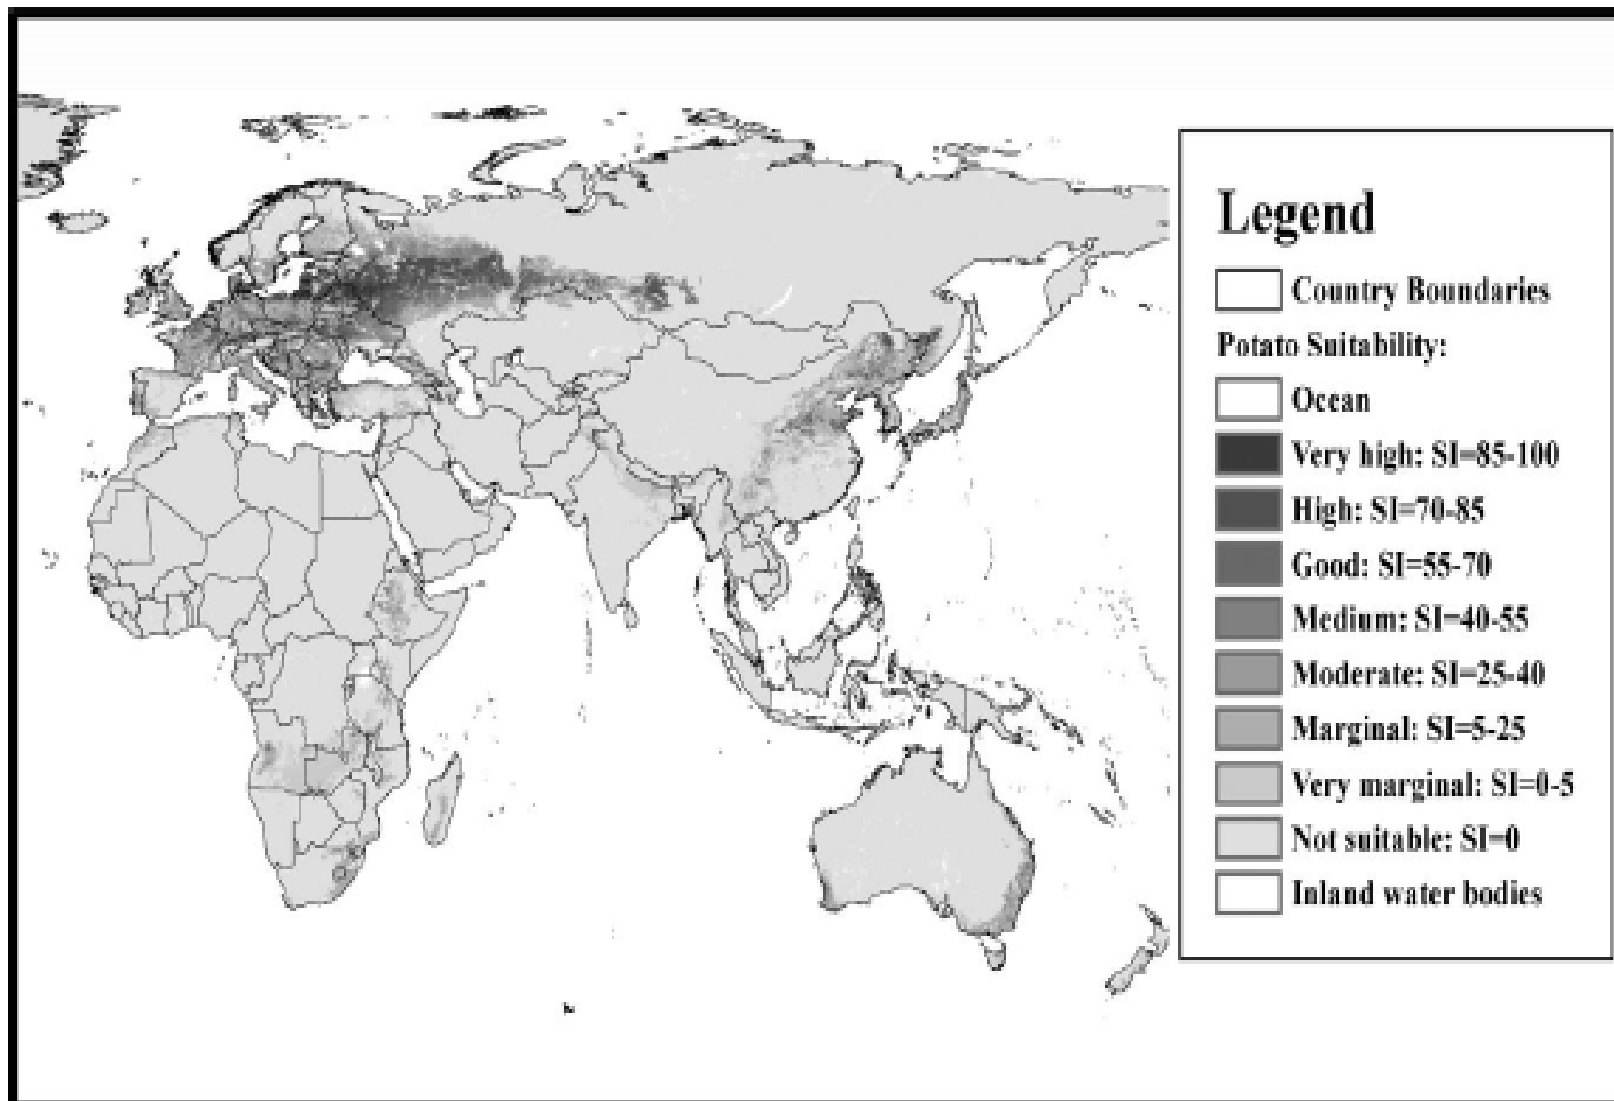 Legend
Country Boundaries
Potato Suitability:
Ocean
Very high: SI=85-100
High: SI=70-85
Good: SI=55-70
Medium: SI=40-55
Moderate: SI=25-40
Marginal: SI=5-25
Very marginal: SI=0-5
Not suitable: SI=0
Inland water bodies